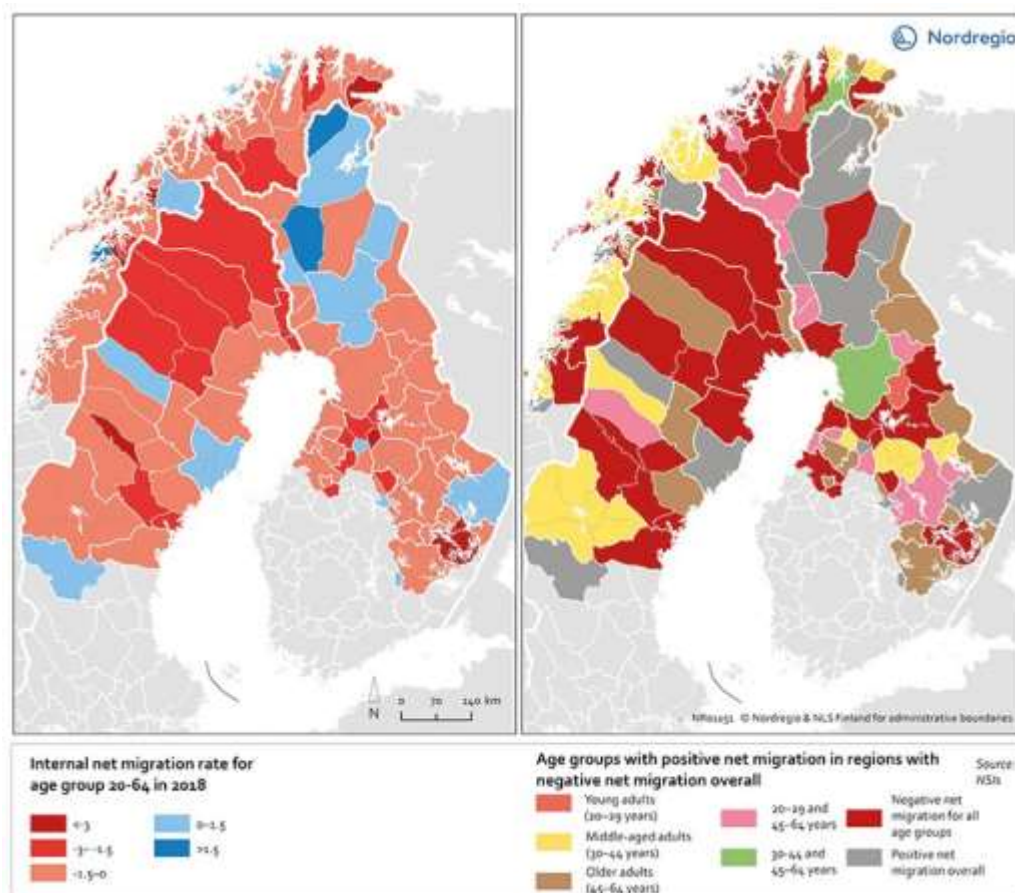 Nordregio
N
0 70 140 km
NR01151 © Nordregio & NLS Finland for administrative boundaries
Internal net migration rate for
age group 20-64 in 2018
<-3
-3--1.5
-1.5-0
0-1.5
>1.5
Age groups with positive net migration in regions with
negative net migration overall
Source:
NSIs
Young adults
(20-29 years)
Middle-aged adults
(30-44 years)
Older adults
(45-64 years)
20-29 and
45-64 years
30-44 and
45-64 years
Negative net
migration for all
age groups
Positive net
migration overall